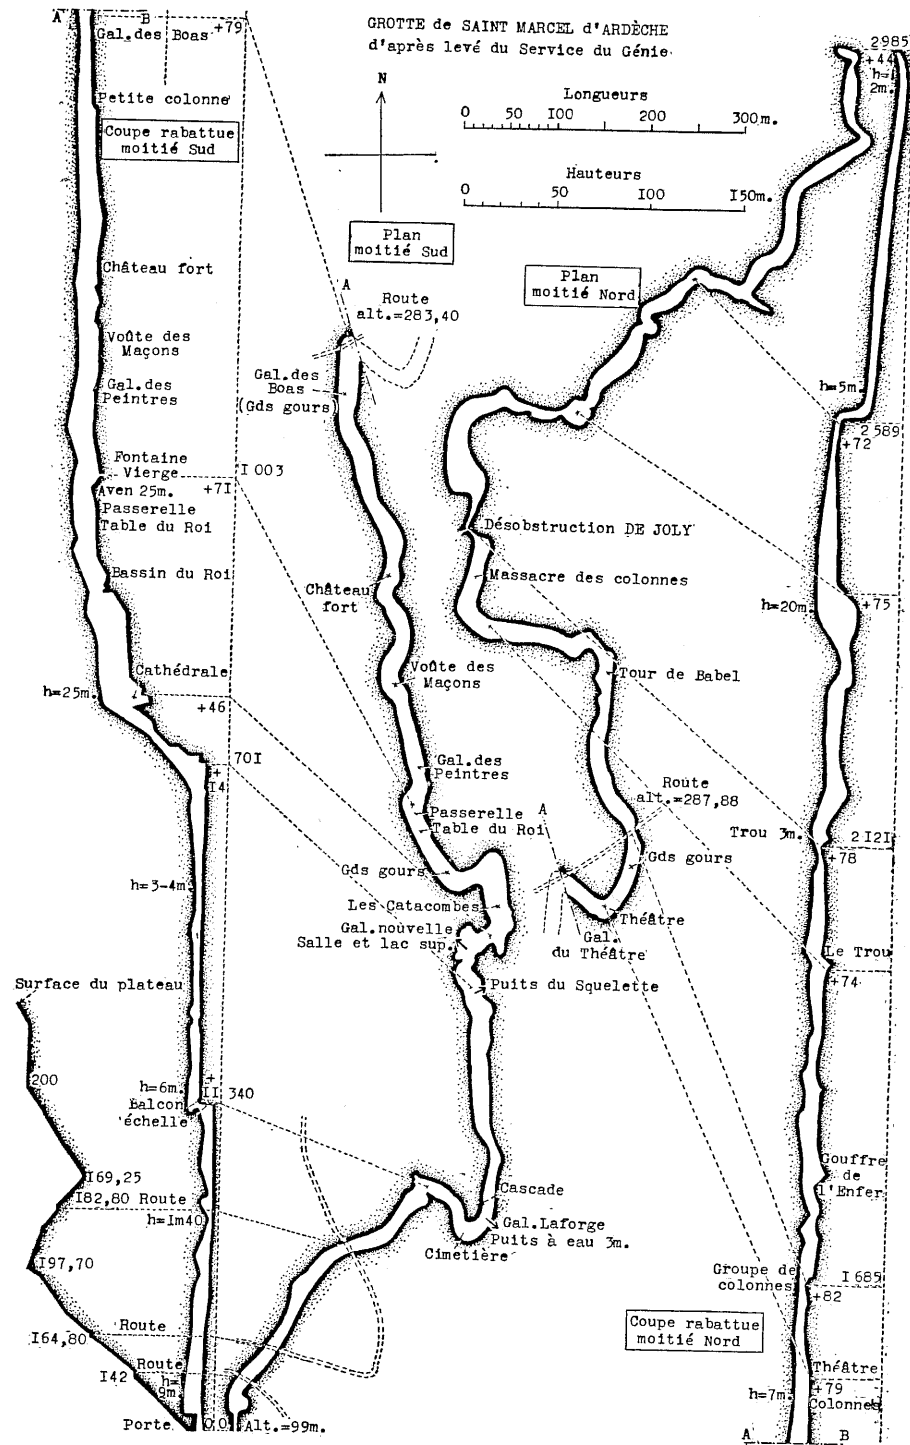 GROTTE de SAINT MARCEL d'ARDÈCHE
d'après levé du Service du Génie
N
Longueurs
0 50 100 200 300m.
Hauteurs
0 50 100 I50m.
A
B
Gal.des Boas
+79
Petite colonne
Coupe rabattue
moitié Sud
Château fort
Voûte des
Maçons
Gal.des
Peintres
Fontaine
Vierge
I 003
Aven 25m.
+7I
Passerelle
Table du Roi
Bassin du Roi
Cathédrale
h=25m.
+46
70I
+
I4
h=3-4m
Surface du plateau
200
h=6m.
+
II
340
Balcon
échelle
I69,25
I82,80 Route
h=Im40
I97,70
I64,80
Route
Route
I42
h=
9m.
Porte
0
0
Alt.=99m.
Plan
moitié Sud
A
Route
alt.=283,40
Gal.des
Boas
(Gds gours)
Château
fort
Voûte des
Maçons
Gal.des
Peintres
Passerelle
Table du Roi
Gds gours
Les Catacombes
Gal.nouvelle
Salle et lac sup.
Puits du Squelette
Cascade
Gal.Laforge
Puits à eau 3m.
Cimetière
Plan
moitié Nord
Désobstruction DE JOLY
Massacre des colonnes
Tour de Babel
Route
alt.=287,88
A
Gds gours
Théâtre
Gal.
du Théâtre
2985
+44
h=I
2m.
h=5m.
2 589
+72
h=20m
+75
Trou 3m.
2 I2I
+78
Le Trou
+74
Gouffre
de
l'Enfer
Groupe de
colonnes
I 685
+82
Coupe rabattue
moitié Nord
Théâtre
h=7m.
+79
Colonnes
A
B